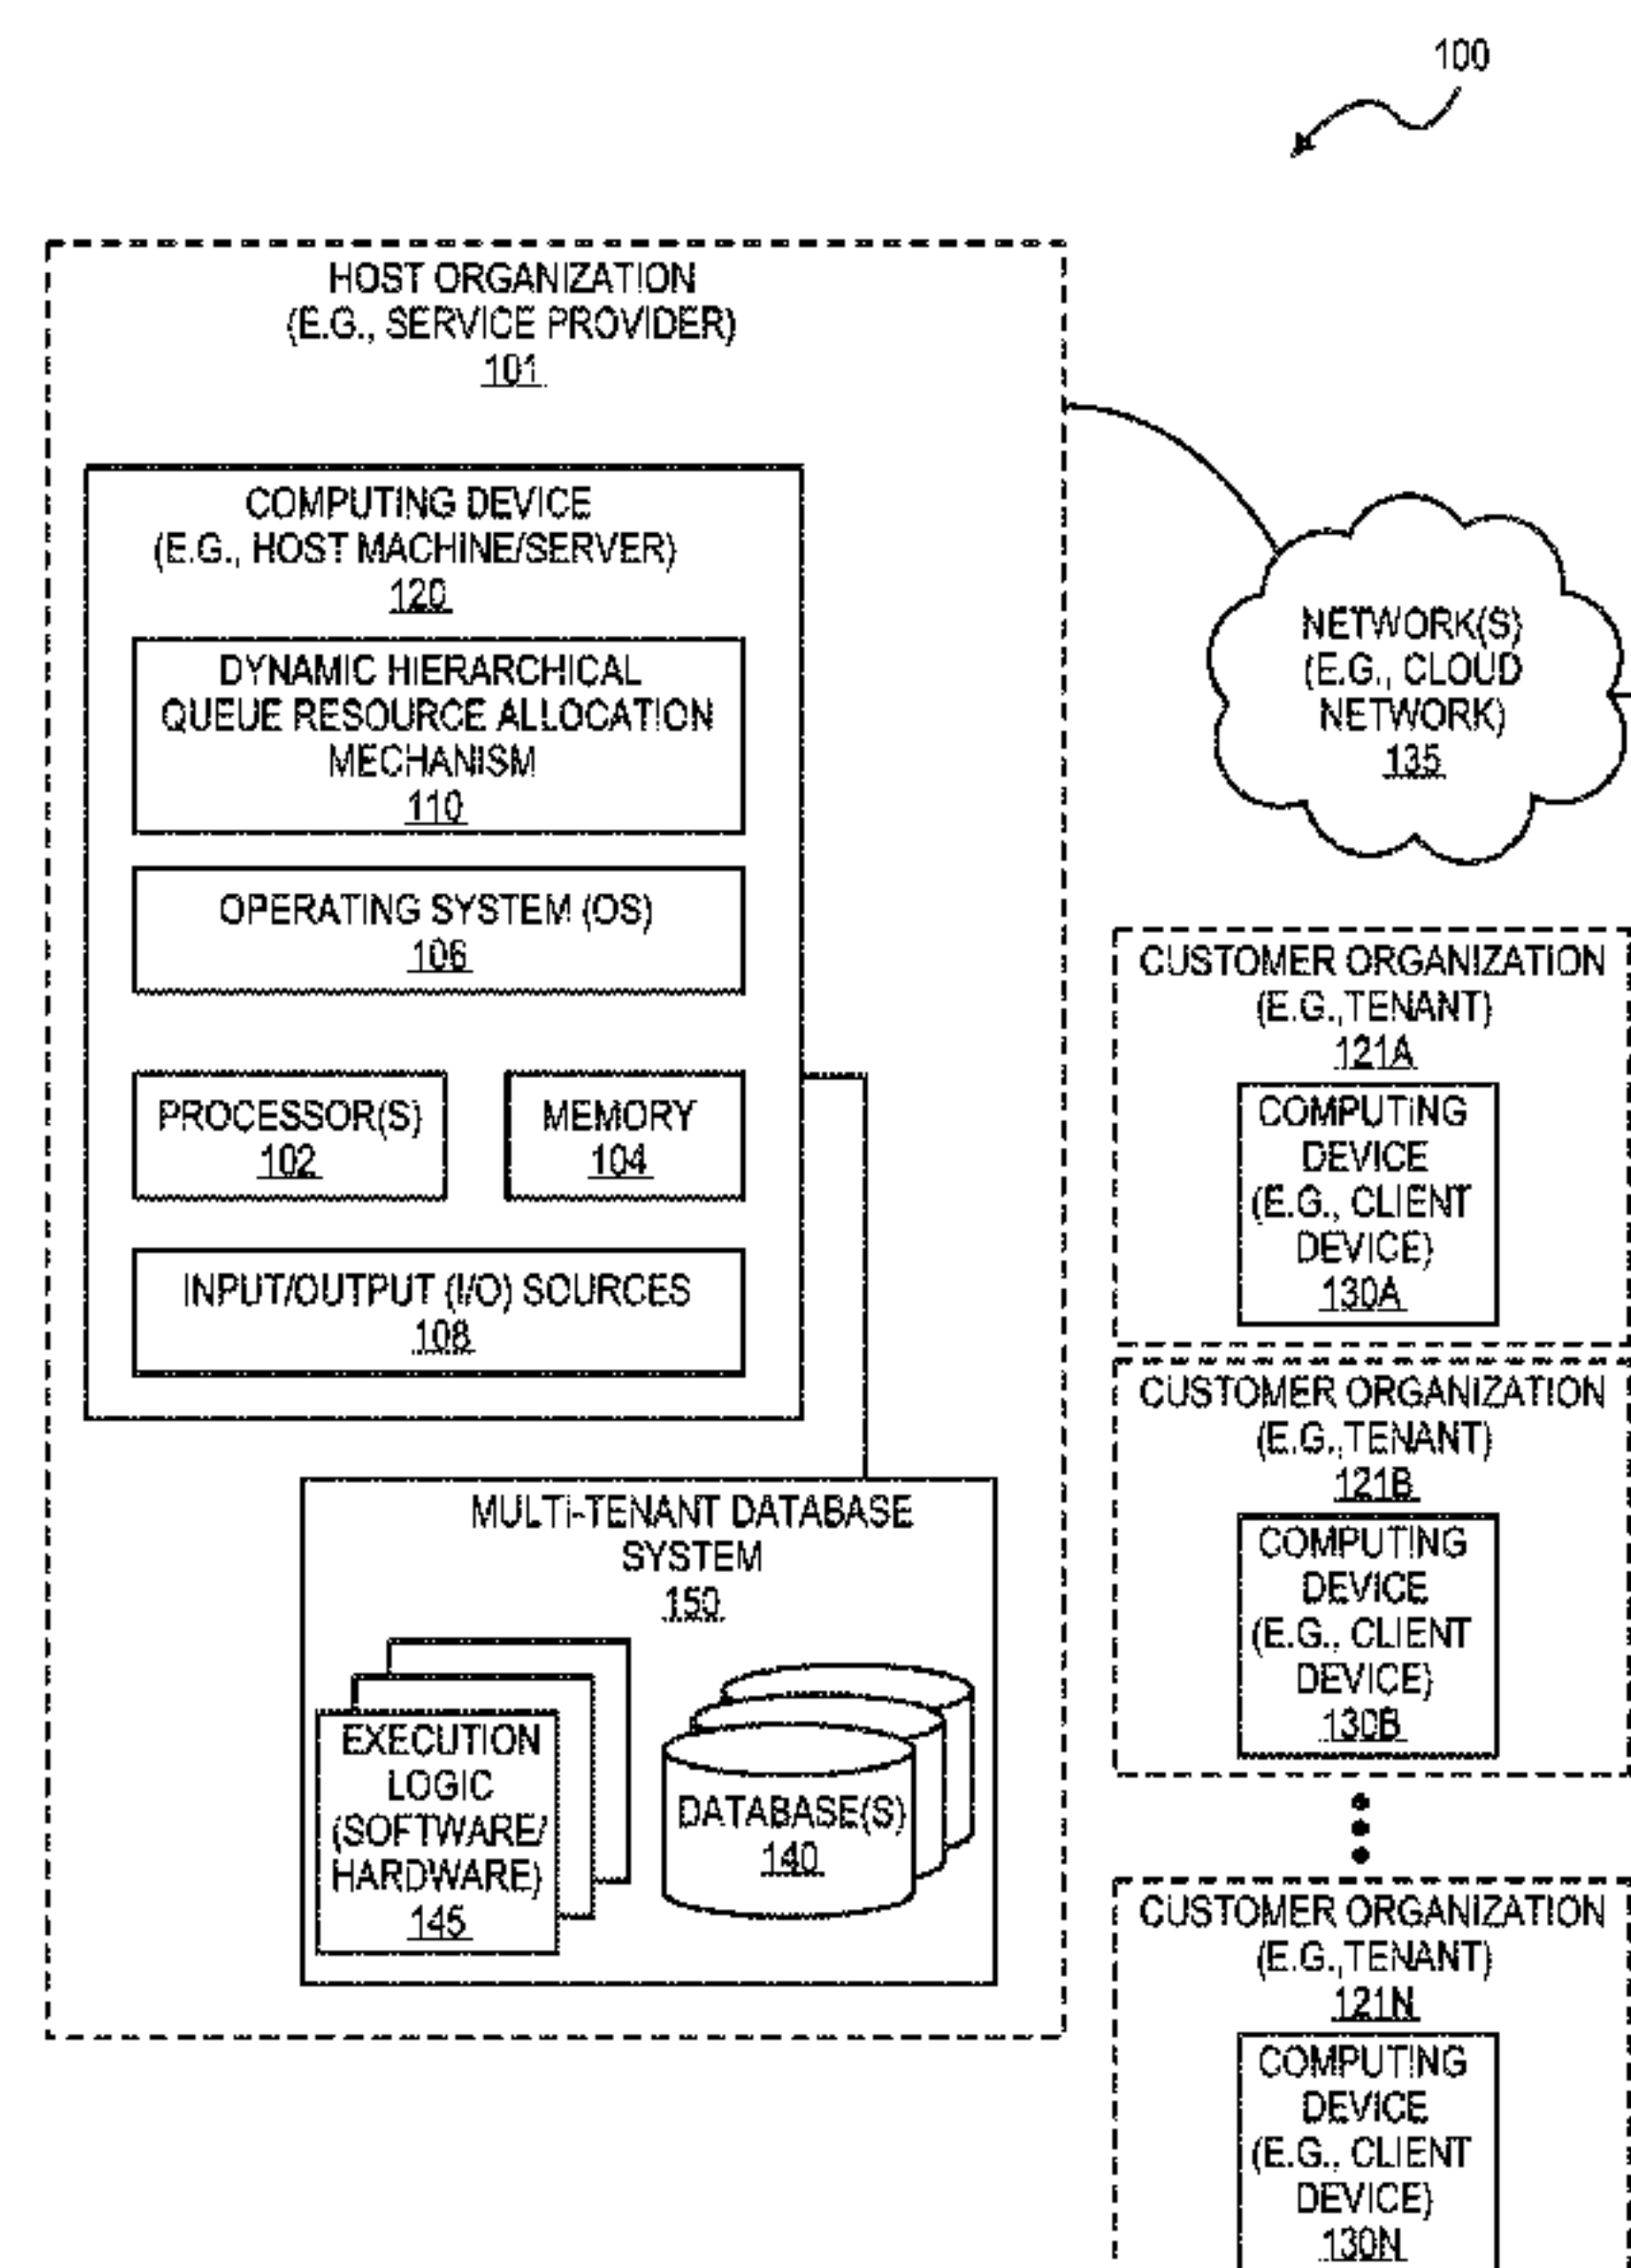 100
HOST ORGANIZATION
(E.G., SERVICE PROVIDER)
101
COMPUTING DEVICE
(E.G., HOST MACHINE/SERVER)
120
DYNAMIC HIERARCHICAL
QUEUE RESOURCE ALLOCATION
MECHANISM
110
OPERATING SYSTEM (OS)
106
PROCESSOR(S)
102
MEMORY
104
INPUT/OUTPUT (I/O) SOURCES
108
MULTI-TENANT DATABASE
SYSTEM
150
EXECUTION
LOGIC
(SOFTWARE/
HARDWARE)
145
DATABASE(S)
140
NETWORK(S)
(E.G., CLOUD
NETWORK)
135
CUSTOMER ORGANIZATION
(E.G.,TENANT)
121A
COMPUTING
DEVICE
(E.G., CLIENT
DEVICE)
130A
CUSTOMER ORGANIZATION
(E.G.,TENANT)
121B
COMPUTING
DEVICE
(E.G., CLIENT
DEVICE)
130B
CUSTOMER ORGANIZATION
(E.G.,TENANT)
121N
COMPUTING
DEVICE
(E.G., CLIENT
DEVICE)
130N